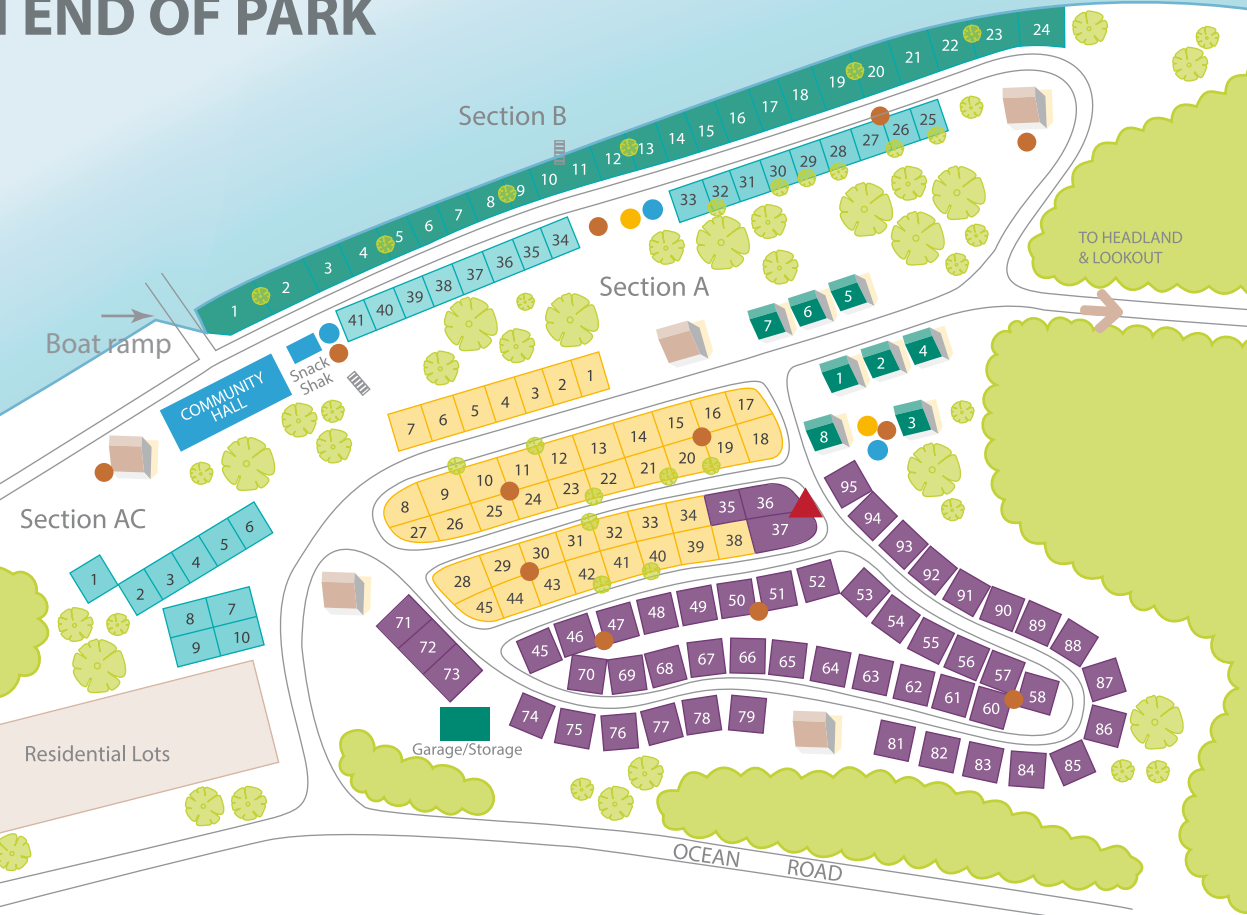 END OF PARK
Section B
1 2 3 4 5 6 7 8 9 10 11 12 13 14 15 16 17 18 19 20 21 22 23 24
33 32 31 30 29 28 27 26 25
41 40 39 38 37 36 35 34
TO HEADLAND
& LOOKOUT
Section A
Boat ramp
Snack
Shak
COMMUNITY
HALL
7 6 5
1 2 4
8 3
7 6 5 4 3 2 1
8 9 10 11 12 13 14 15 16 17
27 26 25 24 23 22 21 20 19 18
28 29 30 31 32 33 34 35 36
45 44 43 42 41 40 39 38 37
Section AC
1 2 3 4 5 6
8 7
9 10
95
94
93
92
91
90
89
88
87
86
85
84
83
82
81
71
72
73
45 46 47 48 49 50 51 52 53 54 55 56 57 58
70 69 68 67 66 65 64 63 62 61 60
74 75 76 77 78 79
Garage/Storage
Residential Lots
OCEAN ROAD